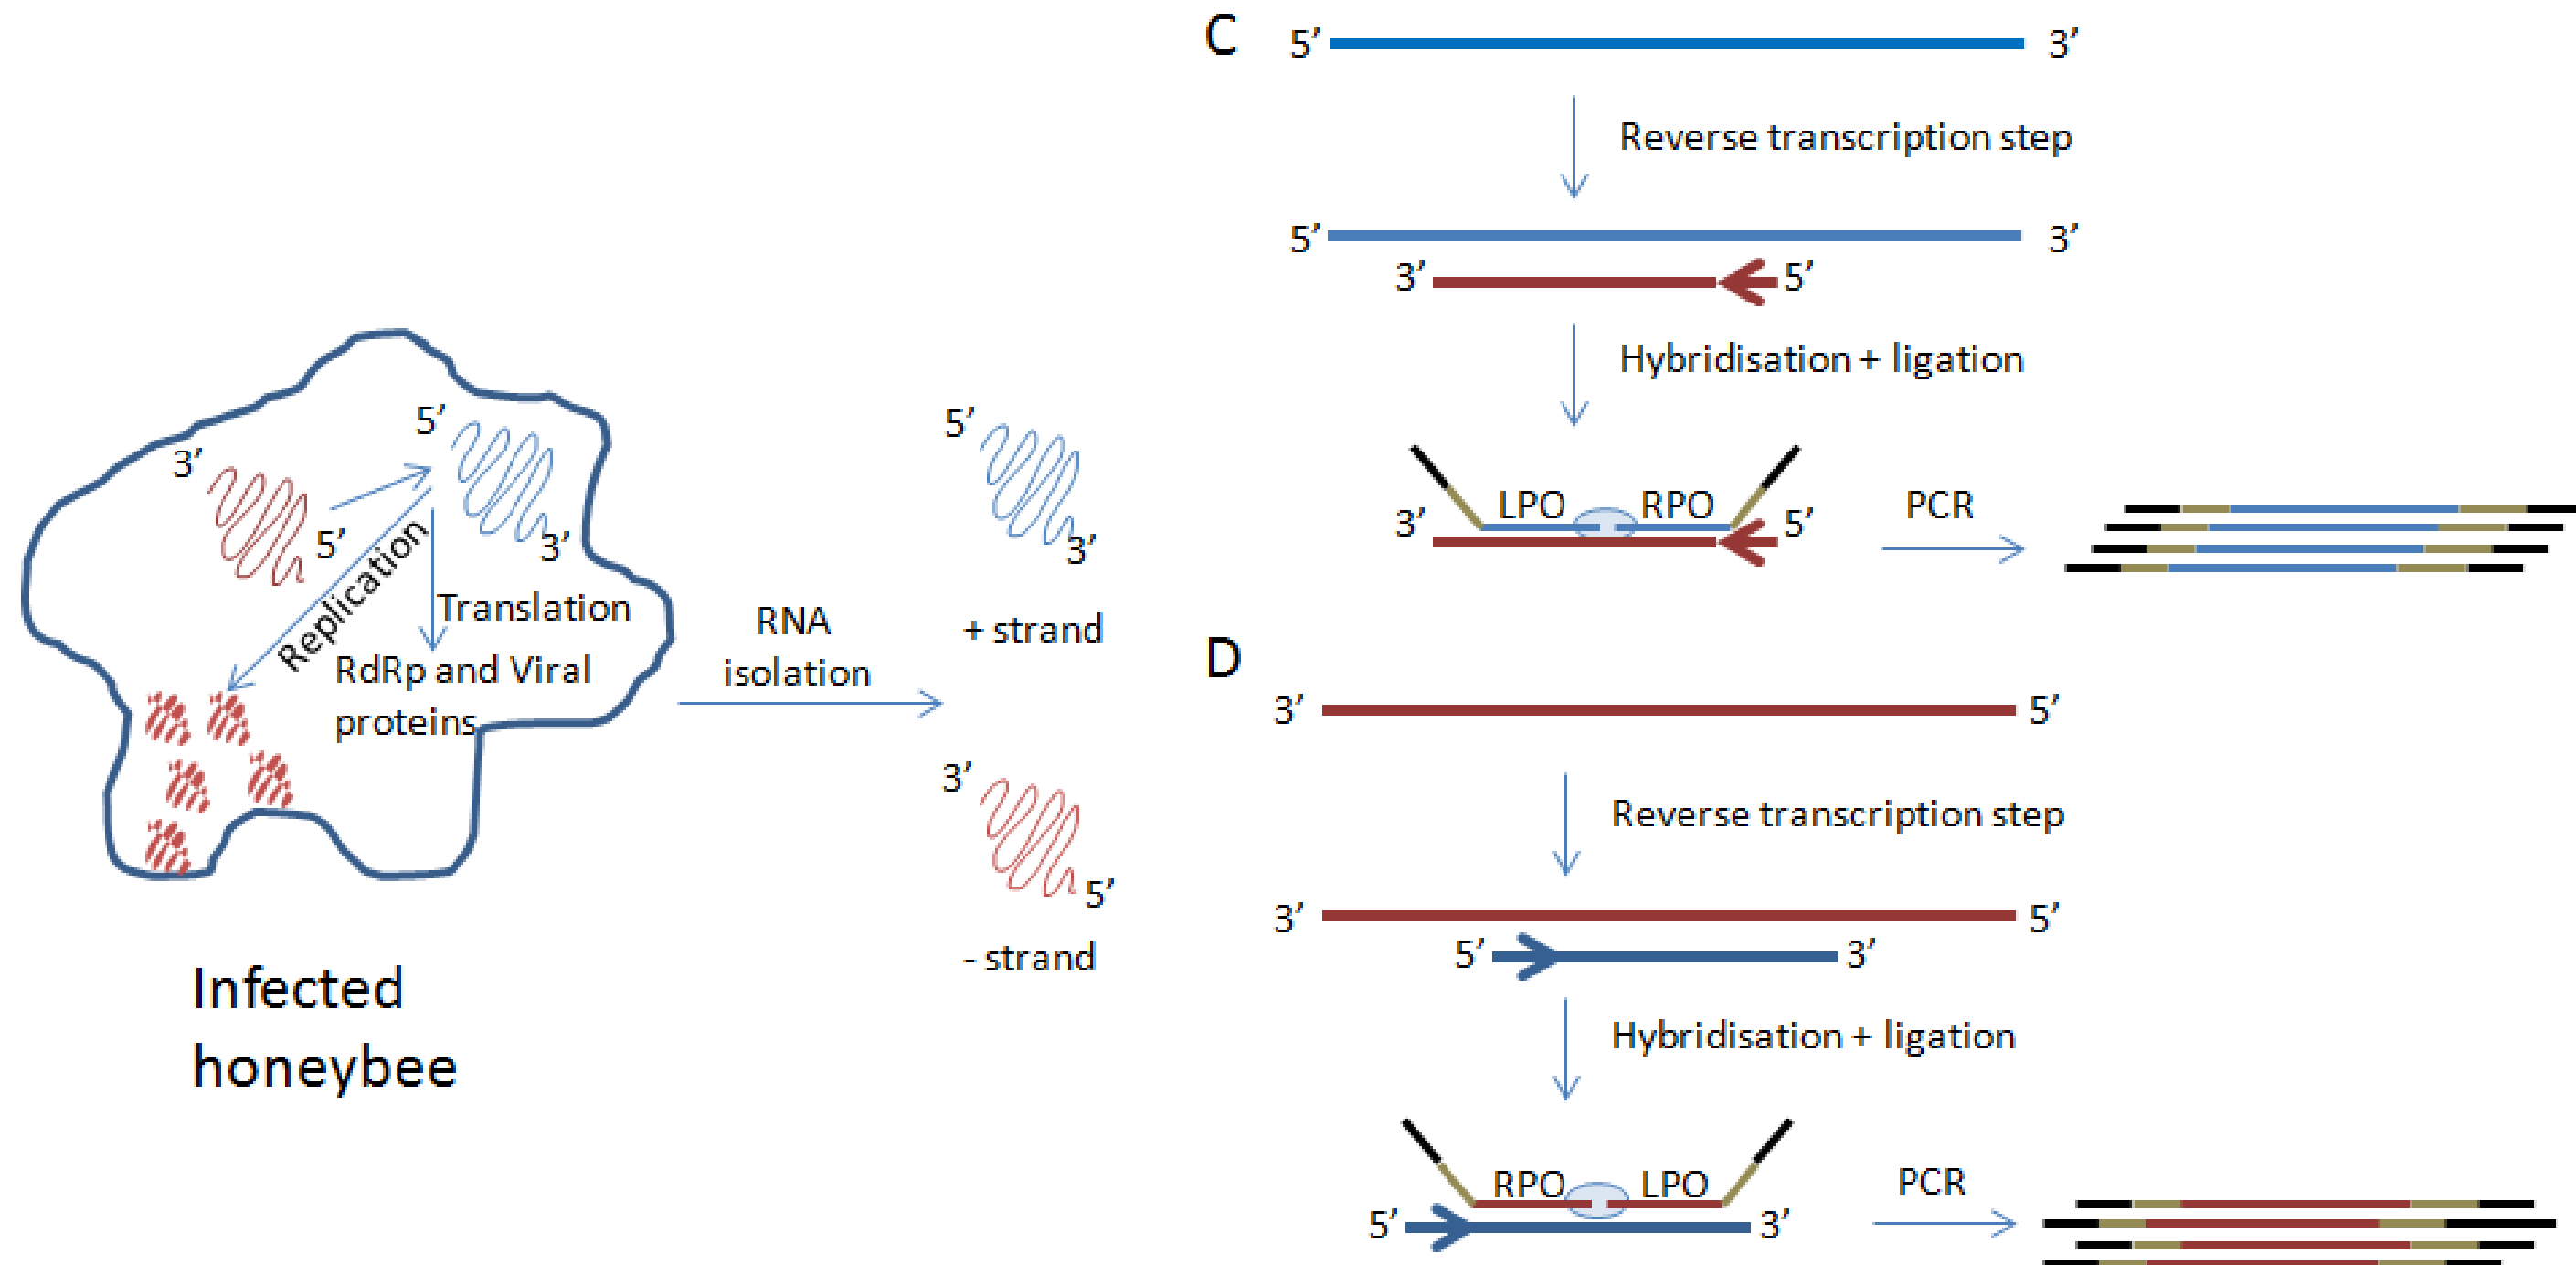 5’
3’
3’
5’
Replication
Translation
RdRp and Viral
proteins
Infected
honeybee
RNA
isolation
5’
3’
+ strand
3’
5’
- strand
C
5’ 3’
Reverse transcription step
5’ 3’
3’ 5’
Hybridisation + ligation
LPO RPO
3’ 5’
PCR
D
3’ 5’
Reverse transcription step
3’ 5’
5’ 3’
Hybridisation + ligation
RPO LPO
5’ 3’
PCR